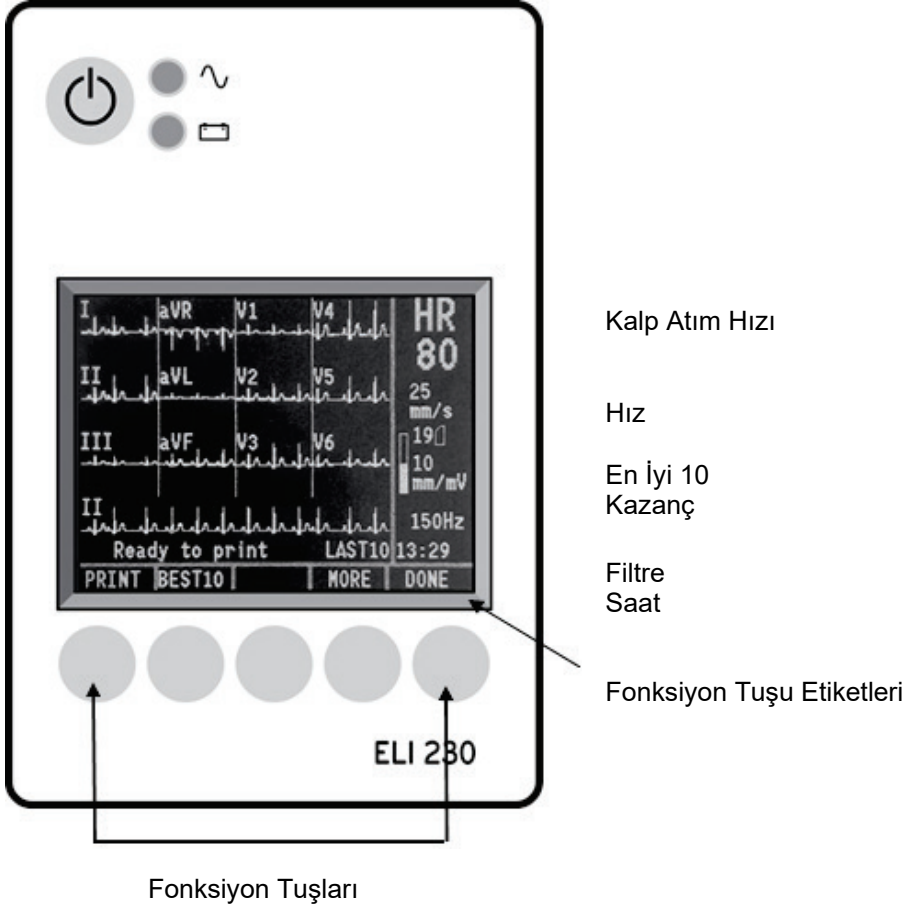 I aVR V1 V4 HR
80
II aVL V2 V5 25
mm/s
III aVF V3 V6 19
10
mm/mV
II
150Hz
Ready to print LAST10 13:29
PRINT BEST10 MORE DONE
ELI 230
Kalp Atım Hızı
Hız
En İyi 10
Kazanç
Filtre
Saat
Fonksiyon Tuşu Etiketleri
Fonksiyon Tuşları